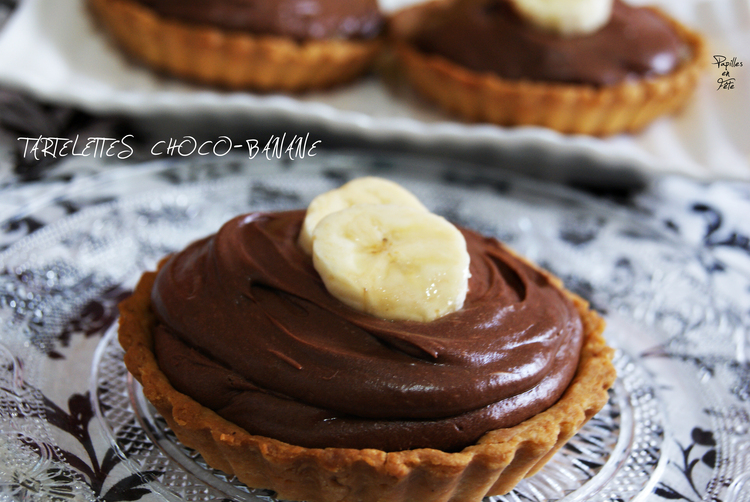 Papilles
en
Fête
TARTELETTES CHOCO-BANANE